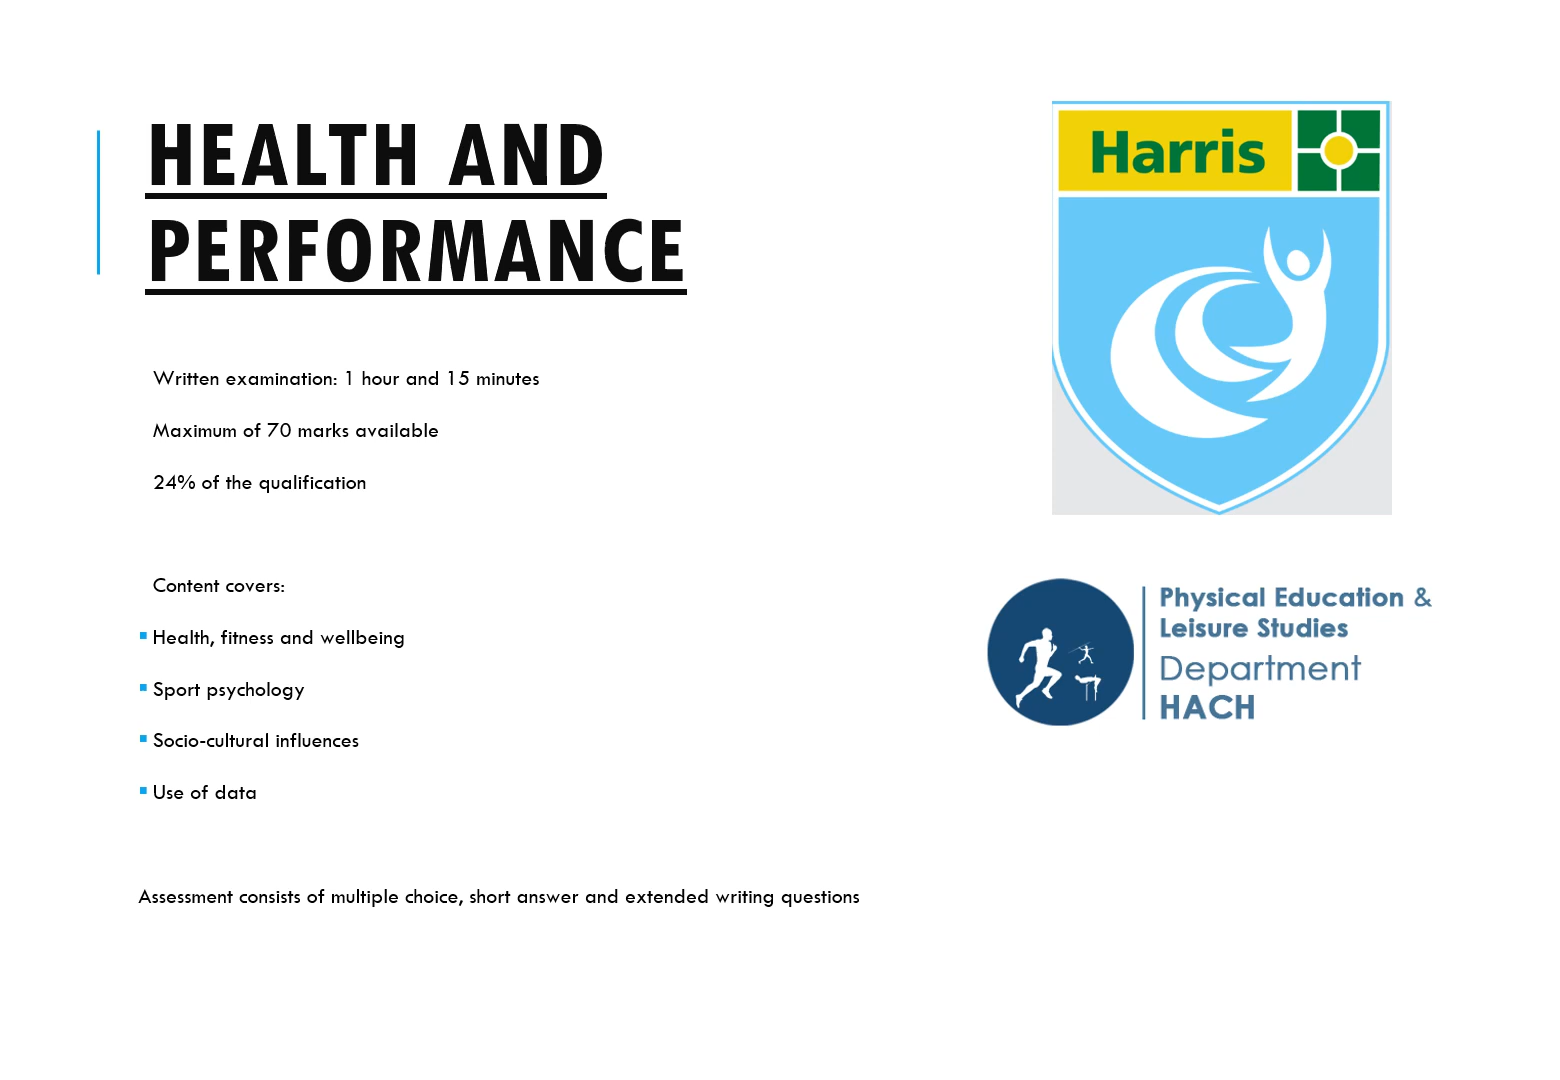 HEALTH AND
PERFORMANCE
Written examination: 1 hour and 15 minutes
Maximum of 70 marks available
24% of the qualification
Content covers:
Health, fitness and wellbeing
Sport psychology
Socio-cultural influences
Use of data
Assessment consists of multiple choice, short answer and extended writing questions
Harris
Physical Education &
Leisure Studies
Department
HACH